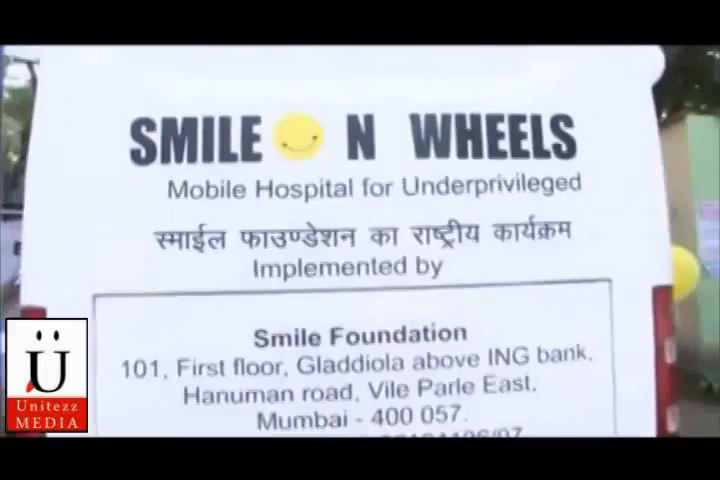 SMILE ON WHEELS
Mobile Hospital for Underprivileged
स्माईल फाउण्डेशन का राष्ट्रीय कार्यक्रम
Implemented by
Smile Foundation
101, First floor, Gladdiola above ING bank,
Hanuman road, Vile Parle East.
Mumbai - 400 057.
Ü
Unitezz
MEDIA